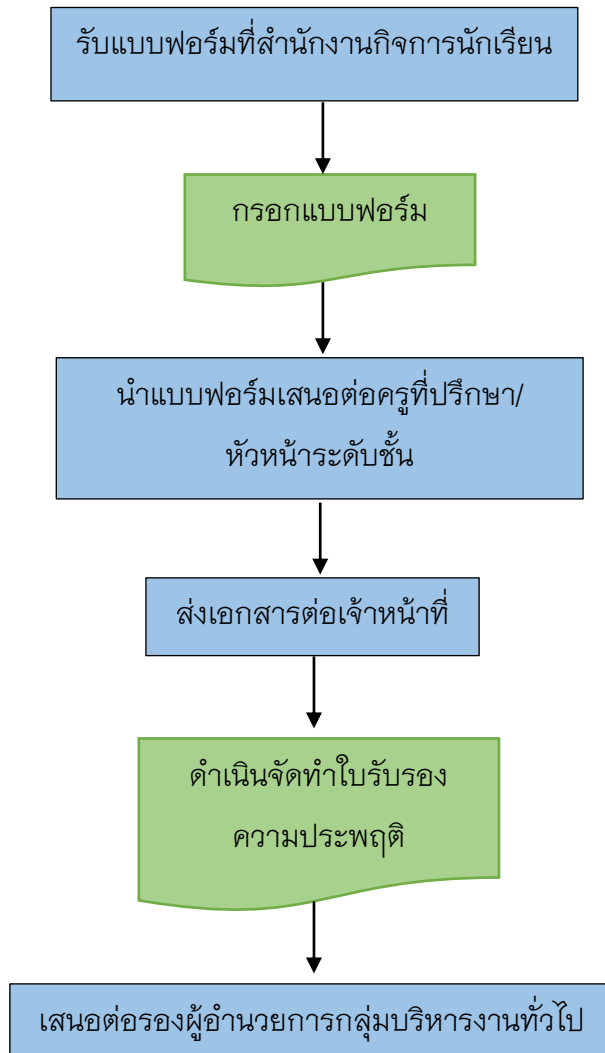 รับแบบฟอร์มที่สำนักงานกิจการนักเรียน
กรอกแบบฟอร์ม
นำแบบฟอร์มเสนอต่อครูที่ปรึกษา/
หัวหน้าระดับชั้น
ส่งเอกสารต่อเจ้าหน้าที่
ดำเนินจัดทำใบรับรอง
ความประพฤติ
เสนอต่อรองผู้อำนวยการกลุ่มบริหารงานทั่วไป